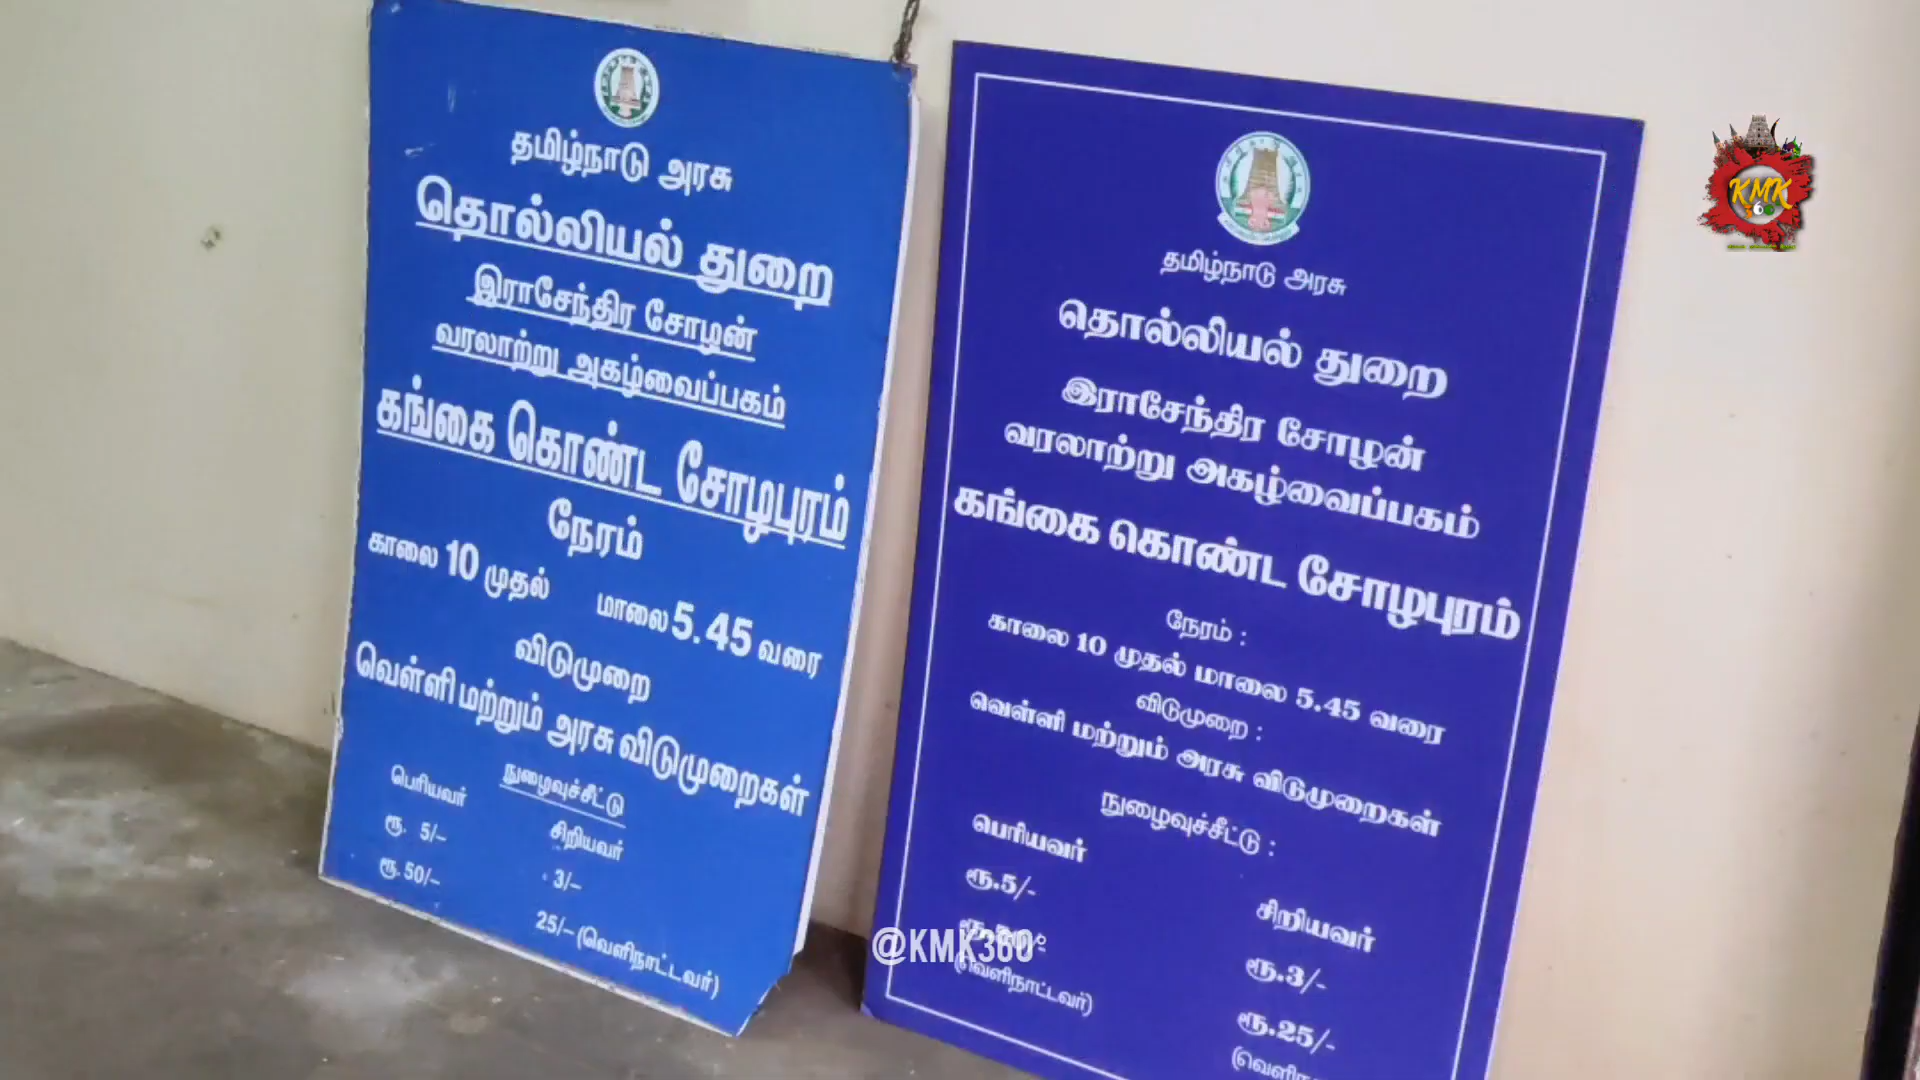 தமிழ்நாடு அரசு
தொல்லியல் துறை
இராசேந்திர சோழன்
வரலாற்று அகழ்வைப்பகம்
கங்கை கொண்ட சோழபுரம்
நேரம்
காலை 10 முதல் மாலை 5.45 வரை
விடுமுறை
வெள்ளி மற்றும் அரசு விடுமுறைகள்
நுழைவுச்சீட்டு
பெரியவர் சிறியவர்
ரூ. 5/- 3/-
ரூ. 50/- 25/- (வெளிநாட்டவர்)
தமிழ்நாடு அரசு
தொல்லியல் துறை
இராசேந்திர சோழன்
வரலாற்று அகழ்வைப்பகம்
கங்கை கொண்ட சோழபுரம்
நேரம் :
காலை 10 முதல் மாலை 5.45 வரை
விடுமுறை :
வெள்ளி மற்றும் அரசு விடுமுறைகள்
நுழைவுச்சீட்டு :
பெரியவர் சிறியவர்
ரூ.5/- ரூ.3/-
ரூ.25/-
(வெளிநாட்டவர்)
@KMK360
KMK
360